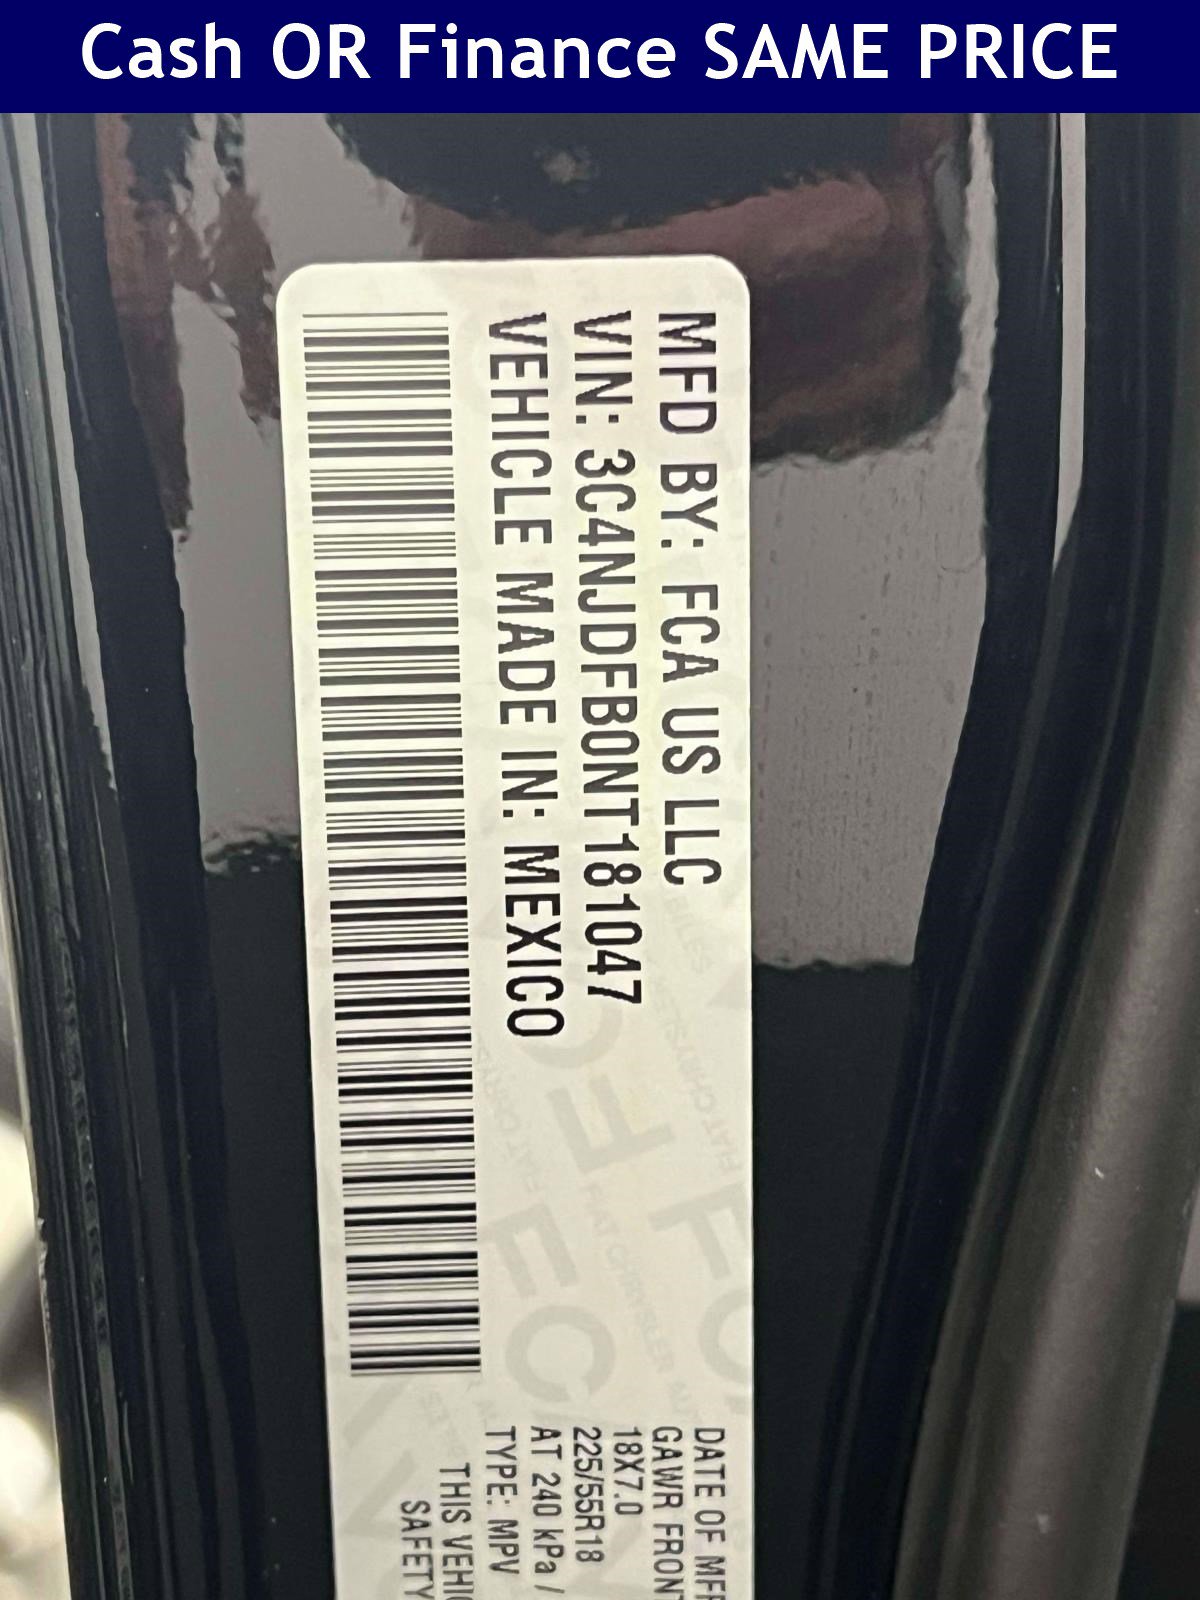 Cash OR Finance SAME PRICE
MFD BY: FCA US LLC
VIN: 3C4NJDFB0NT181047
VEHICLE MADE IN: MEXICO
DATE OF MFR
GAWR FRONT
18X7.0
225/55R18
AT 240 kPa /
TYPE: MPV
THIS VEHIC
SAFETY